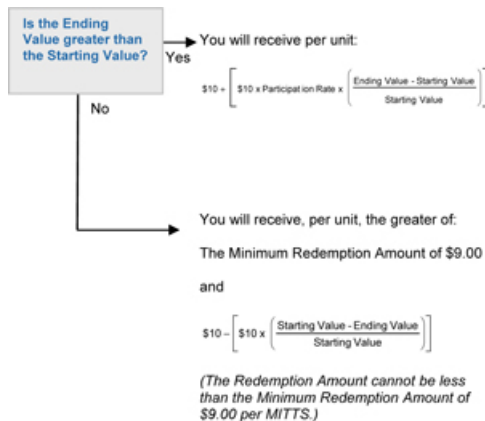 Is the Ending
Value greater than
the Starting Value?
Yes
You will receive per unit:
$10 + [ $10 x Participation Rate x ( Ending Value - Starting Value
Starting Value ) ]
No
You will receive, per unit, the greater of:
The Minimum Redemption Amount of $9.00
and
$10 – [ $10 x ( Starting Value - Ending Value
Starting Value ) ]
(The Redemption Amount cannot be less
than the Minimum Redemption Amount of
$9.00 per MITTS.)